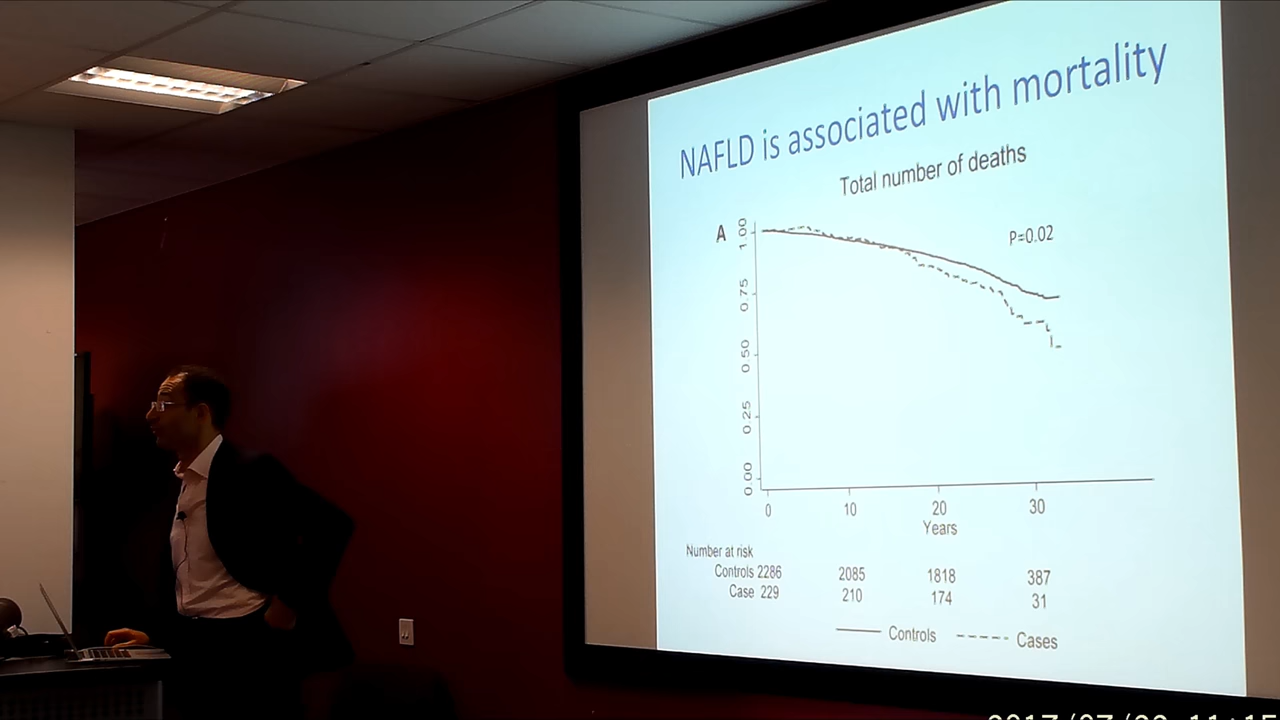 NAFLD is associated with mortality
Total number of deaths
A
P=0.02
1.00
0.75
0.50
0.25
0.00
0 10 20 30
Years
Number at risk
Controls 2286 2085 1818 387
Case 229 210 174 31
Controls Cases